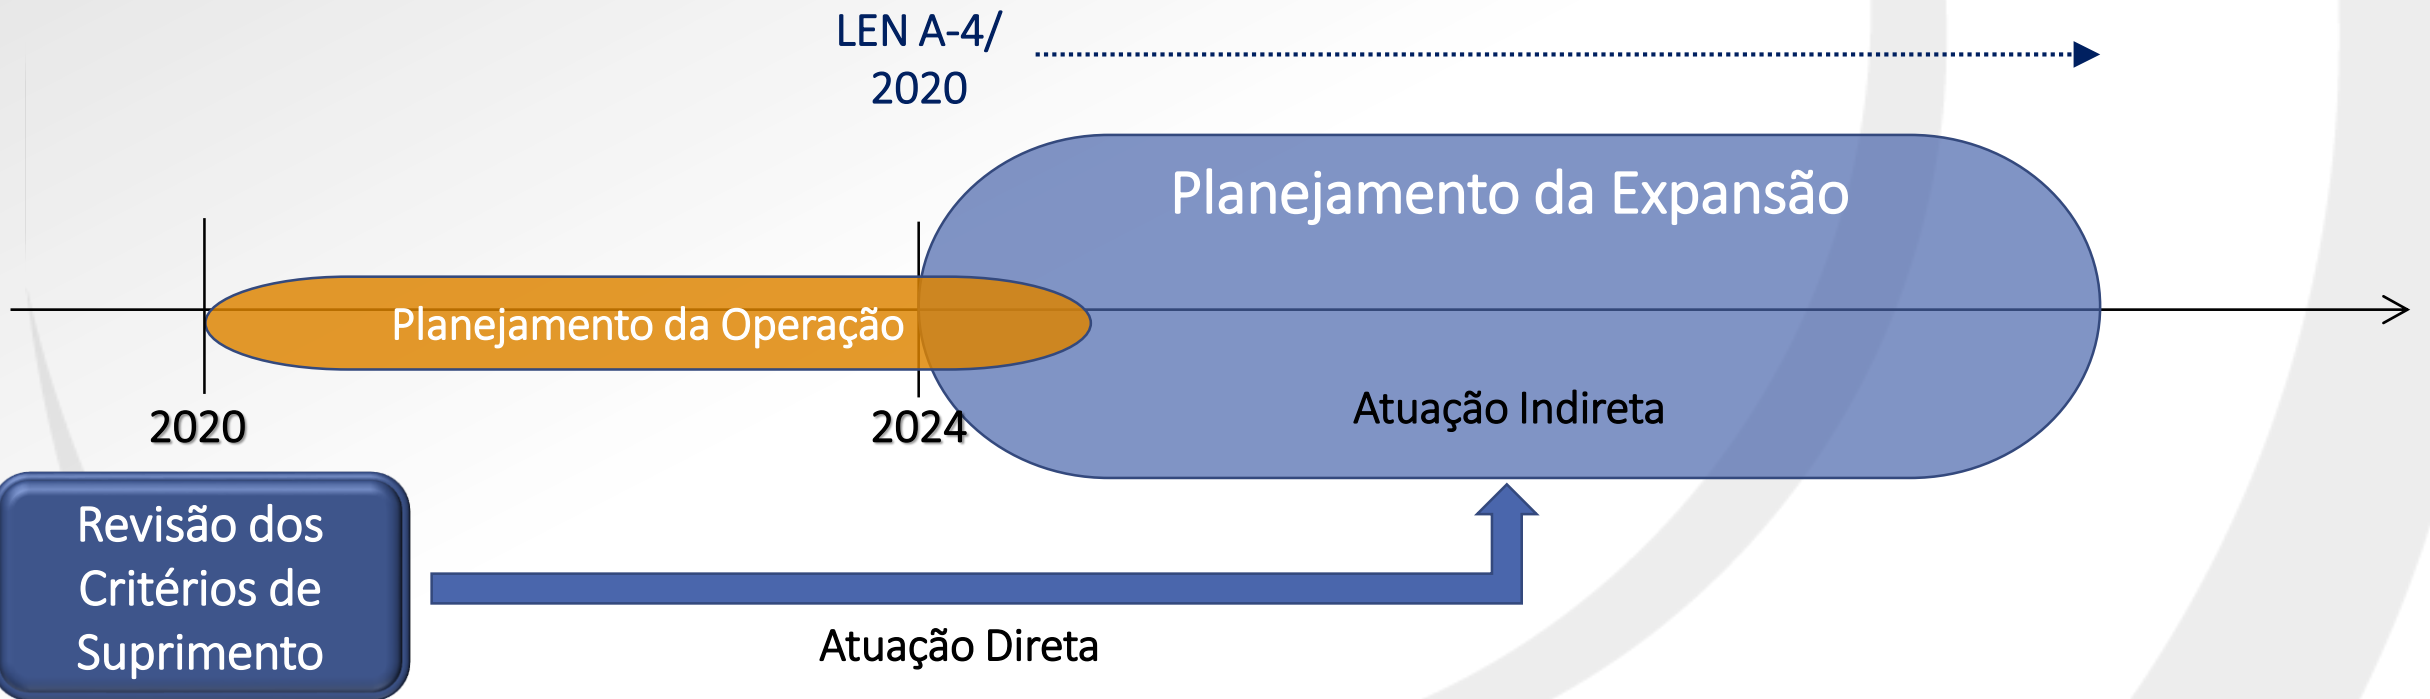 LEN A-4/
2020
Planejamento da Expansão
Planejamento da Operação
Atuação Indireta
2020
2024
Revisão dos
Critérios de
Suprimento
Atuação Direta